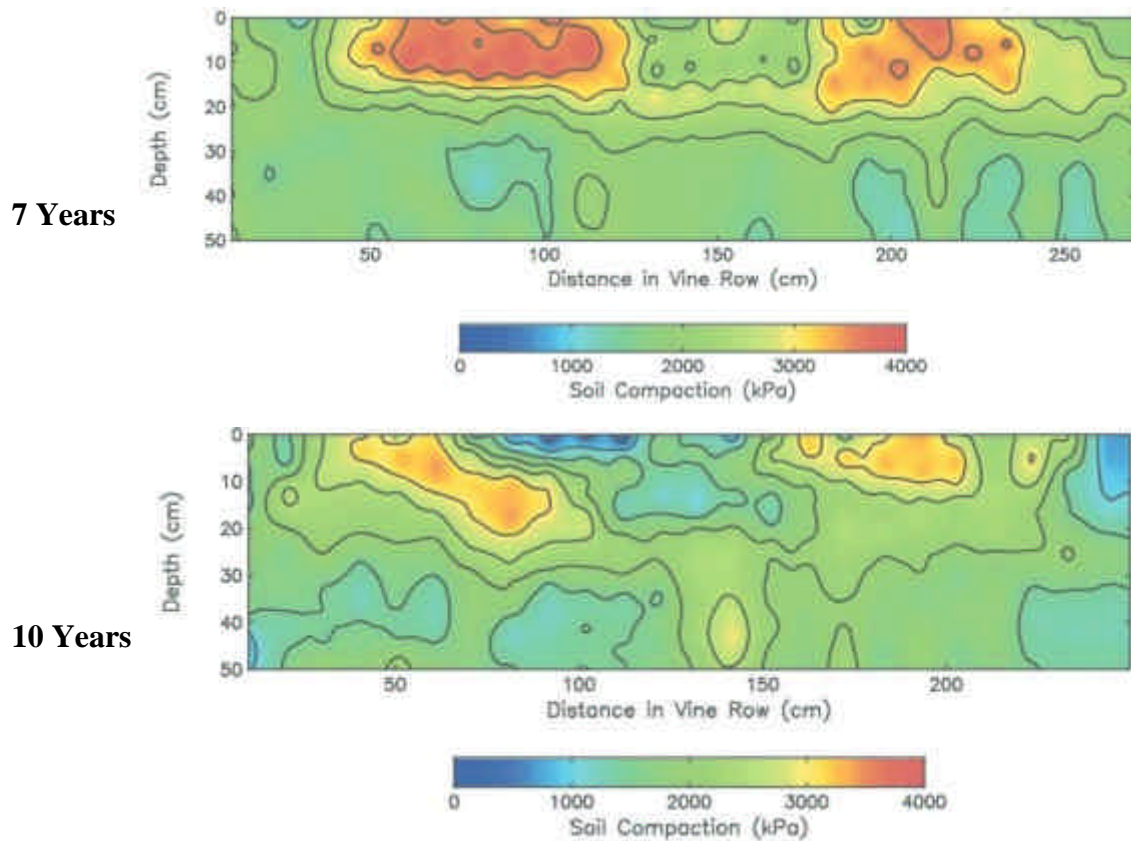 0
10
20
30
40
50
Depth (cm)
7 Years
50 100 150 200 250
Distance in Vine Row (cm)
0 1000 2000 3000 4000
Soil Compaction (kPa)
0
10
20
30
40
50
Depth (cm)
10 Years
50 100 150 200
Distance in Vine Row (cm)
0 1000 2000 3000 4000
Soil Compaction (kPa)